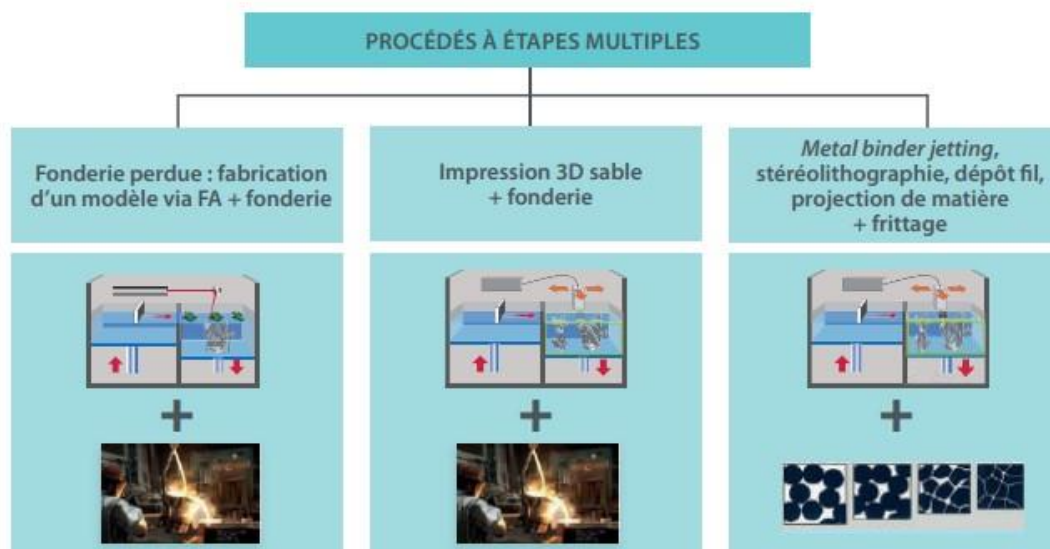 PROCÉDÉS À ÉTAPES MULTIPLES
Fonderie perdue : fabrication
d’un modèle via FA + fonderie
Impression 3D sable
+ fonderie
Metal binder jetting,
stéréolithographie, dépôt fil,
projection de matière
+ frittage
+
+
+